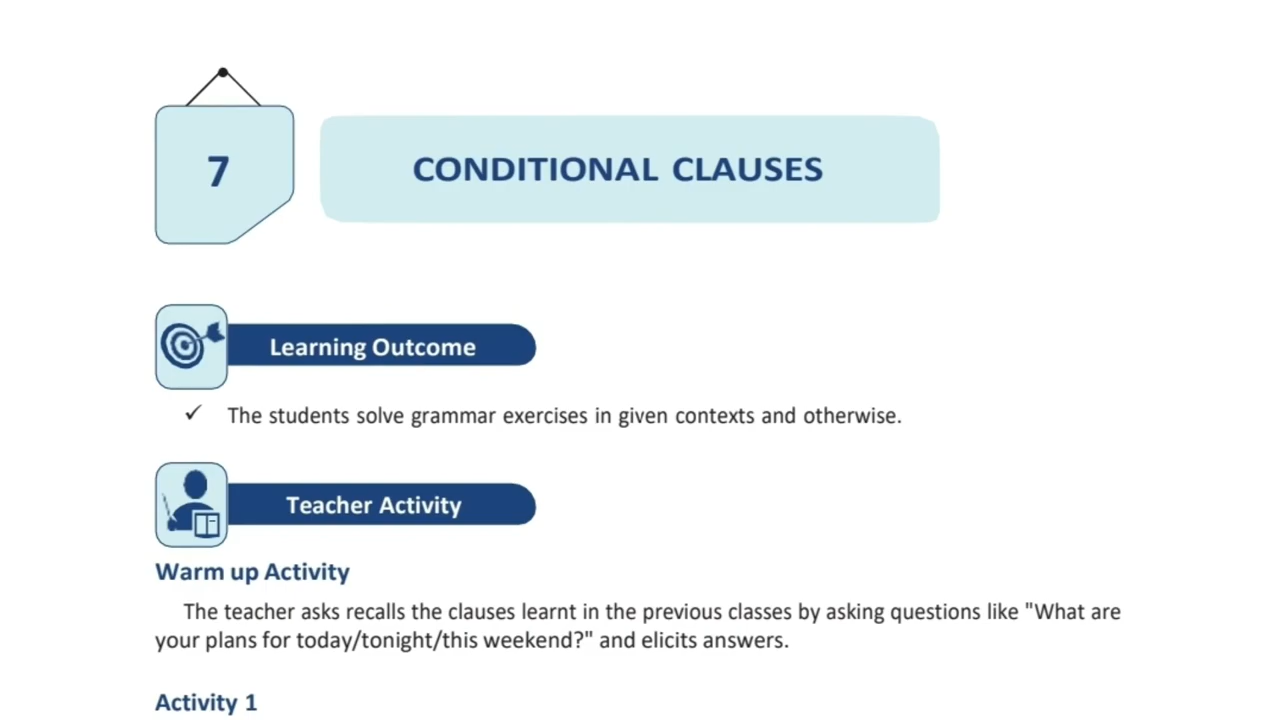 7
CONDITIONAL CLAUSES
Learning Outcome
✓ The students solve grammar exercises in given contexts and otherwise.
Teacher Activity
Warm up Activity
The teacher asks recalls the clauses learnt in the previous classes by asking questions like "What are
your plans for today/tonight/this weekend?" and elicits answers.
Activity 1